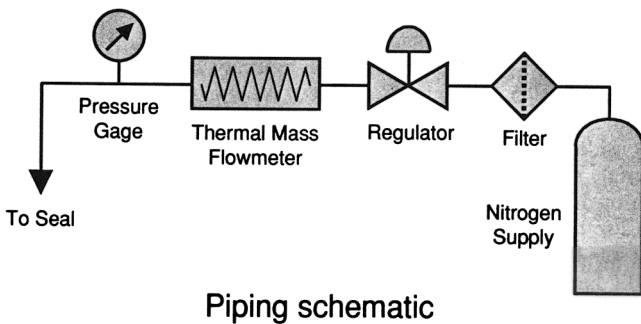 Pressure
Gage
Thermal Mass
Flowmeter
Regulator
Filter
To Seal
Nitrogen
Supply
Piping schematic